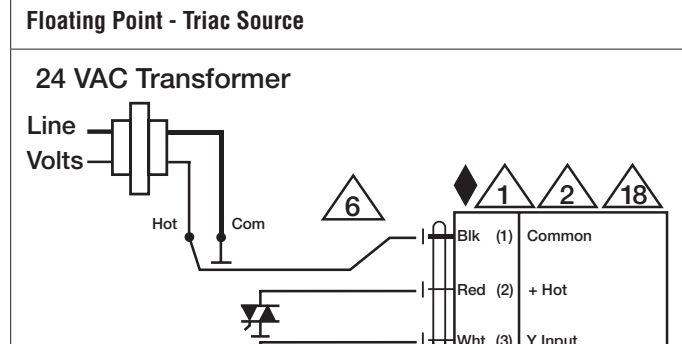 Floating Point - Triac Source
24 VAC Transformer
Line
Volts
Hot
Com
6
1
2
18
Blk (1) Common
Red (2) + Hot
Wht (3) Y Input